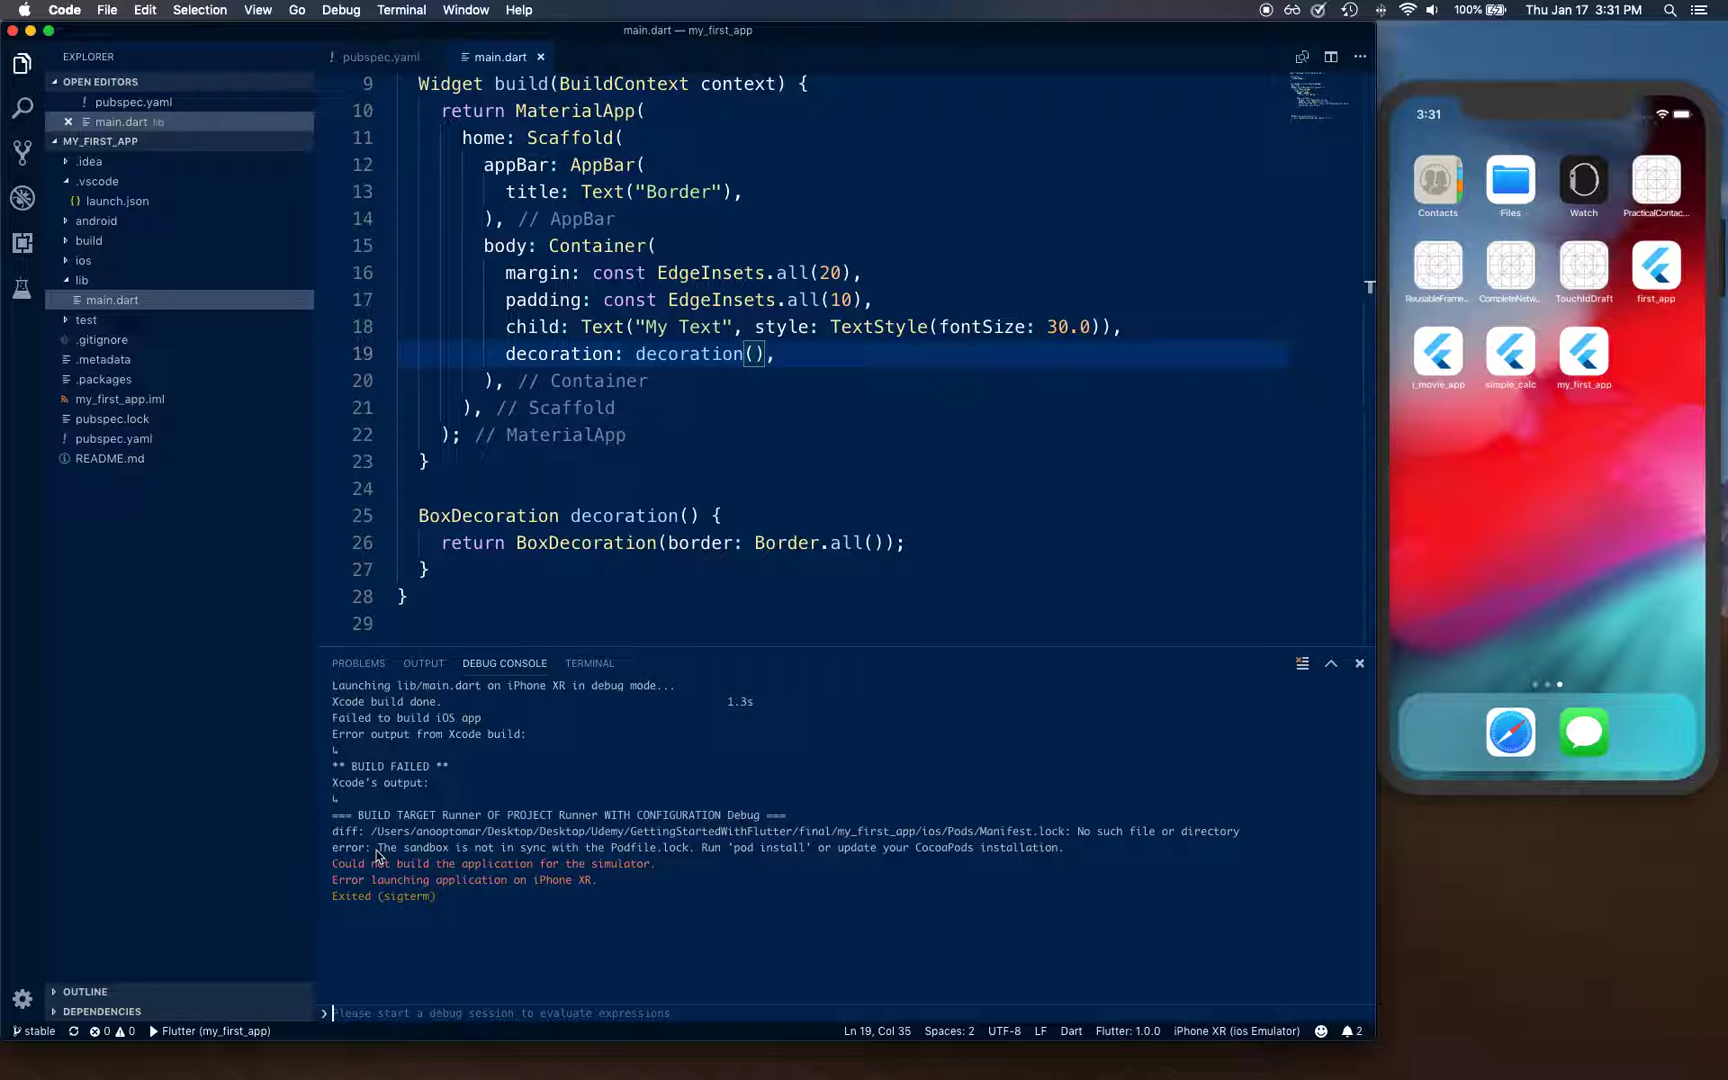 Code File Edit Selection View Go Debug Terminal Window Help
100% Thu Jan 17 3:31 PM
main.dart — my_first_app
EXPLORER
OPEN EDITORS
! pubspec.yaml
main.dart lib
MY_FIRST_APP
.idea
.vscode
{} launch.json
android
build
ios
lib
main.dart
test
.gitignore
.metadata
.packages
my_first_app.iml
pubspec.lock
! pubspec.yaml
README.md
OUTLINE
DEPENDENCIES
! pubspec.yaml main.dart
9 Widget build(BuildContext context) {
10 return MaterialApp(
11 home: Scaffold(
12 appBar: AppBar(
13 title: Text("Border"),
14 ), // AppBar
15 body: Container(
16 margin: const EdgeInsets.all(20),
17 padding: const EdgeInsets.all(10),
18 child: Text("My Text", style: TextStyle(fontSize: 30.0)),
19 decoration: decoration(),
20 ), // Container
21 ), // Scaffold
22 ); // MaterialApp
23 }
24
25 BoxDecoration decoration() {
26 return BoxDecoration(border: Border.all());
27 }
28 }
29
PROBLEMS OUTPUT DEBUG CONSOLE TERMINAL
Launching lib/main.dart on iPhone XR in debug mode...
Xcode build done. 1.3s
Failed to build iOS app
Error output from Xcode build:
↳
** BUILD FAILED **
Xcode's output:
↳
=== BUILD TARGET Runner OF PROJECT Runner WITH CONFIGURATION Debug ===
diff: /Users/anooptomar/Desktop/Desktop/Udemy/GettingStartedWithFlutter/final/my_first_app/ios/Pods/Manifest.lock: No such file or directory
error: The sandbox is not in sync with the Podfile.lock. Run 'pod install' or update your CocoaPods installation.
Could not build the application for the simulator.
Error launching application on iPhone XR.
Exited (sigterm)
Please start a debug session to evaluate expressions
stable 0 0 Flutter (my_first_app)
Ln 19, Col 35 Spaces: 2 UTF-8 LF Dart Flutter: 1.0.0 iPhone XR (ios Emulator) 2
3:31
Contacts Files Watch PracticalContac...
ReusableFrame... CompleteNetw... TouchIdDraft first_app
i_movie_app simple_calc my_first_app